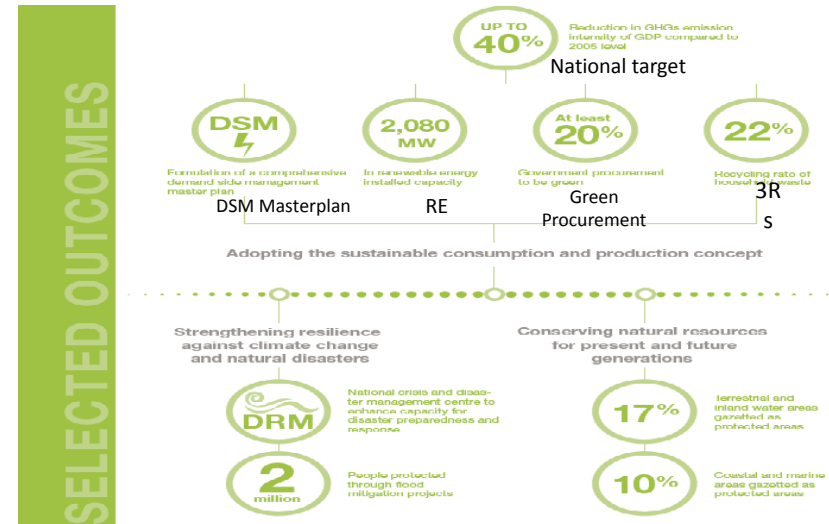 SELECTED OUTCOMES
UP TO
40%
Reduction in GHGs emission
intensity of GDP compared to
2005 level
National target
DSM
Fomulation of a comprehensive
demand side management
master plan
DSM Masterplan
2,080
MW
In renewable energy
installed capacity
RE
At least
20%
Government procurement
to be green
Green
Procurement
22%
Recycling rate of
household waste
3R
s
Adopting the sustainable consumption and production concept
Strengthening resilience
against climate change
and natural disasters
DRM
National crisis and disas-
ter management centre to
enhance capacity for
disaster preparedness and
response
2
million
People protected
through flood
mitigation projects
Conserving natural resources
for present and future
generations
17%
Terrestrial and
inland water areas
gazetted as
protected areas
10%
Coastal and marine
areas gazetted as
protected areas